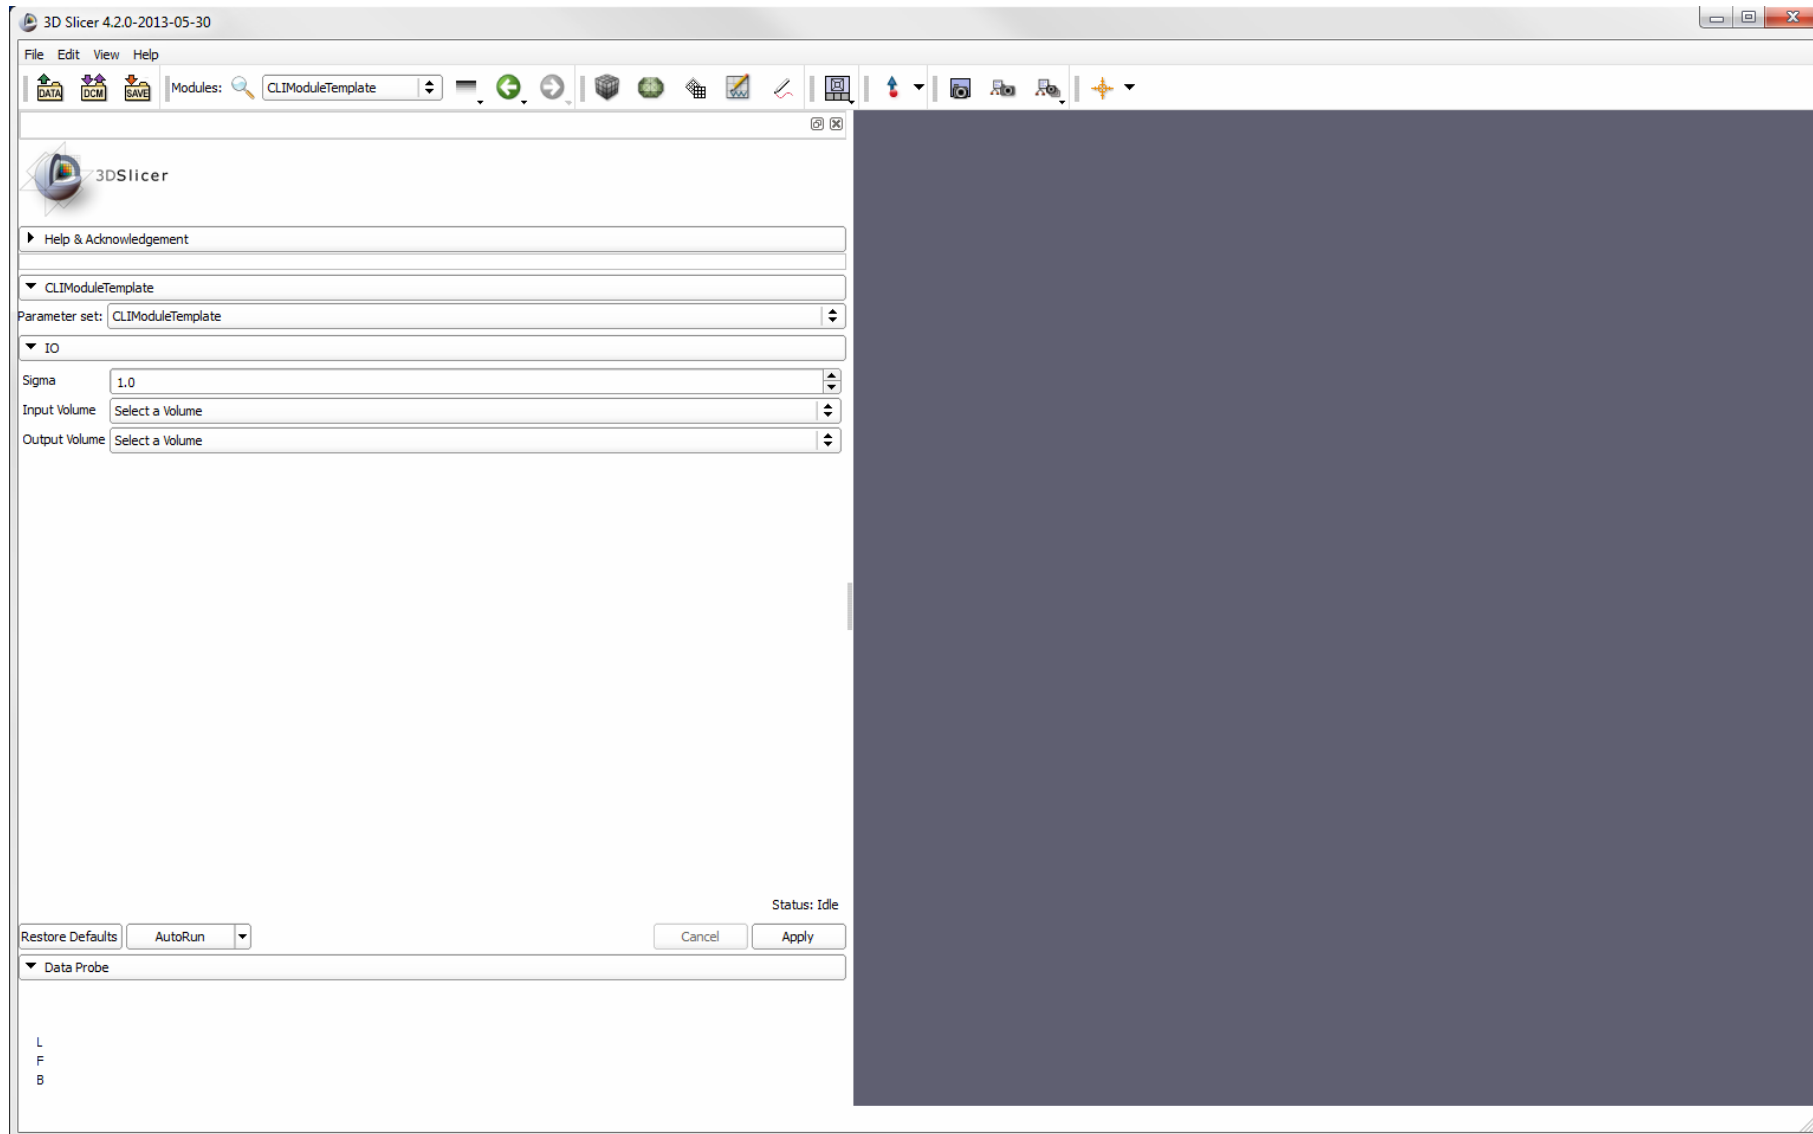 3D Slicer 4.2.0-2013-05-30
File Edit View Help
DATA DCM SAVE Modules: CLIModuleTemplate
3DSlicer
Help & Acknowledgement
CLIModuleTemplate
Parameter set: CLIModuleTemplate
IO
Sigma 1.0
Input Volume Select a Volume
Output Volume Select a Volume
Status: Idle
Restore Defaults AutoRun Cancel Apply
Data Probe
L
F
B